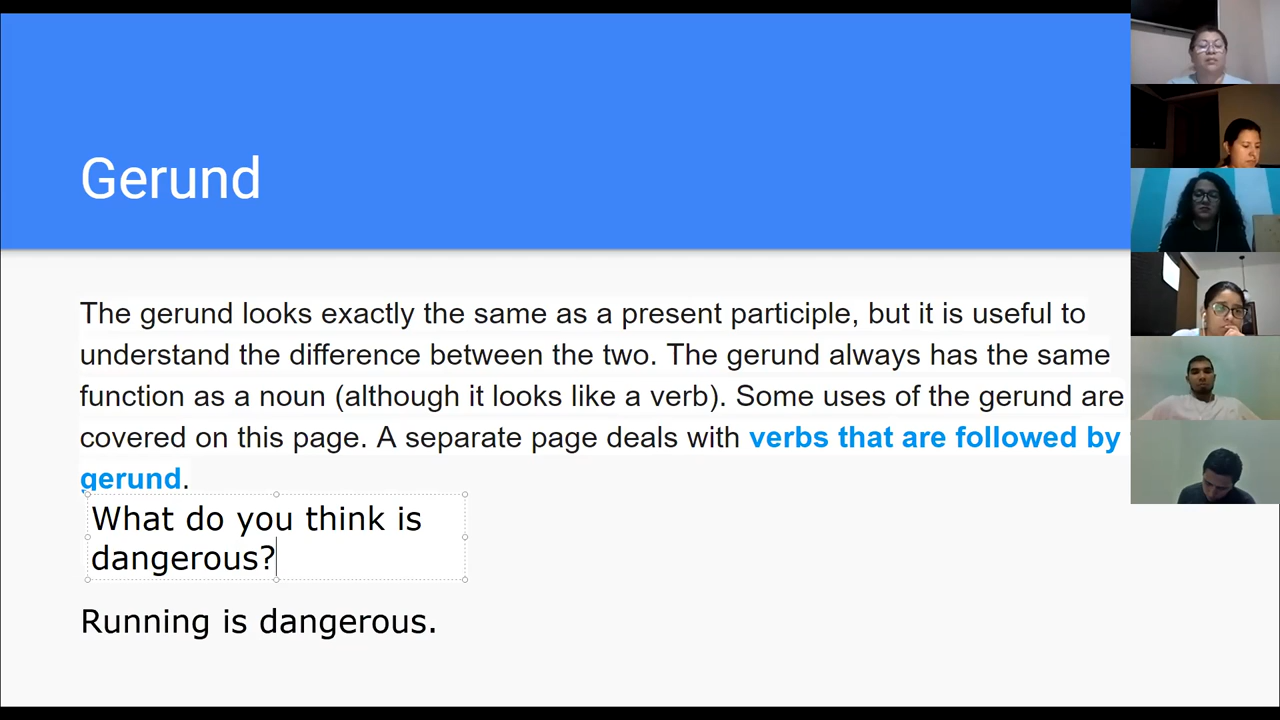 Gerund
The gerund looks exactly the same as a present participle, but it is useful to
understand the difference between the two. The gerund always has the same
function as a noun (although it looks like a verb). Some uses of the gerund are
covered on this page. A separate page deals with verbs that are followed by
gerund.
What do you think is
dangerous?
Running is dangerous.